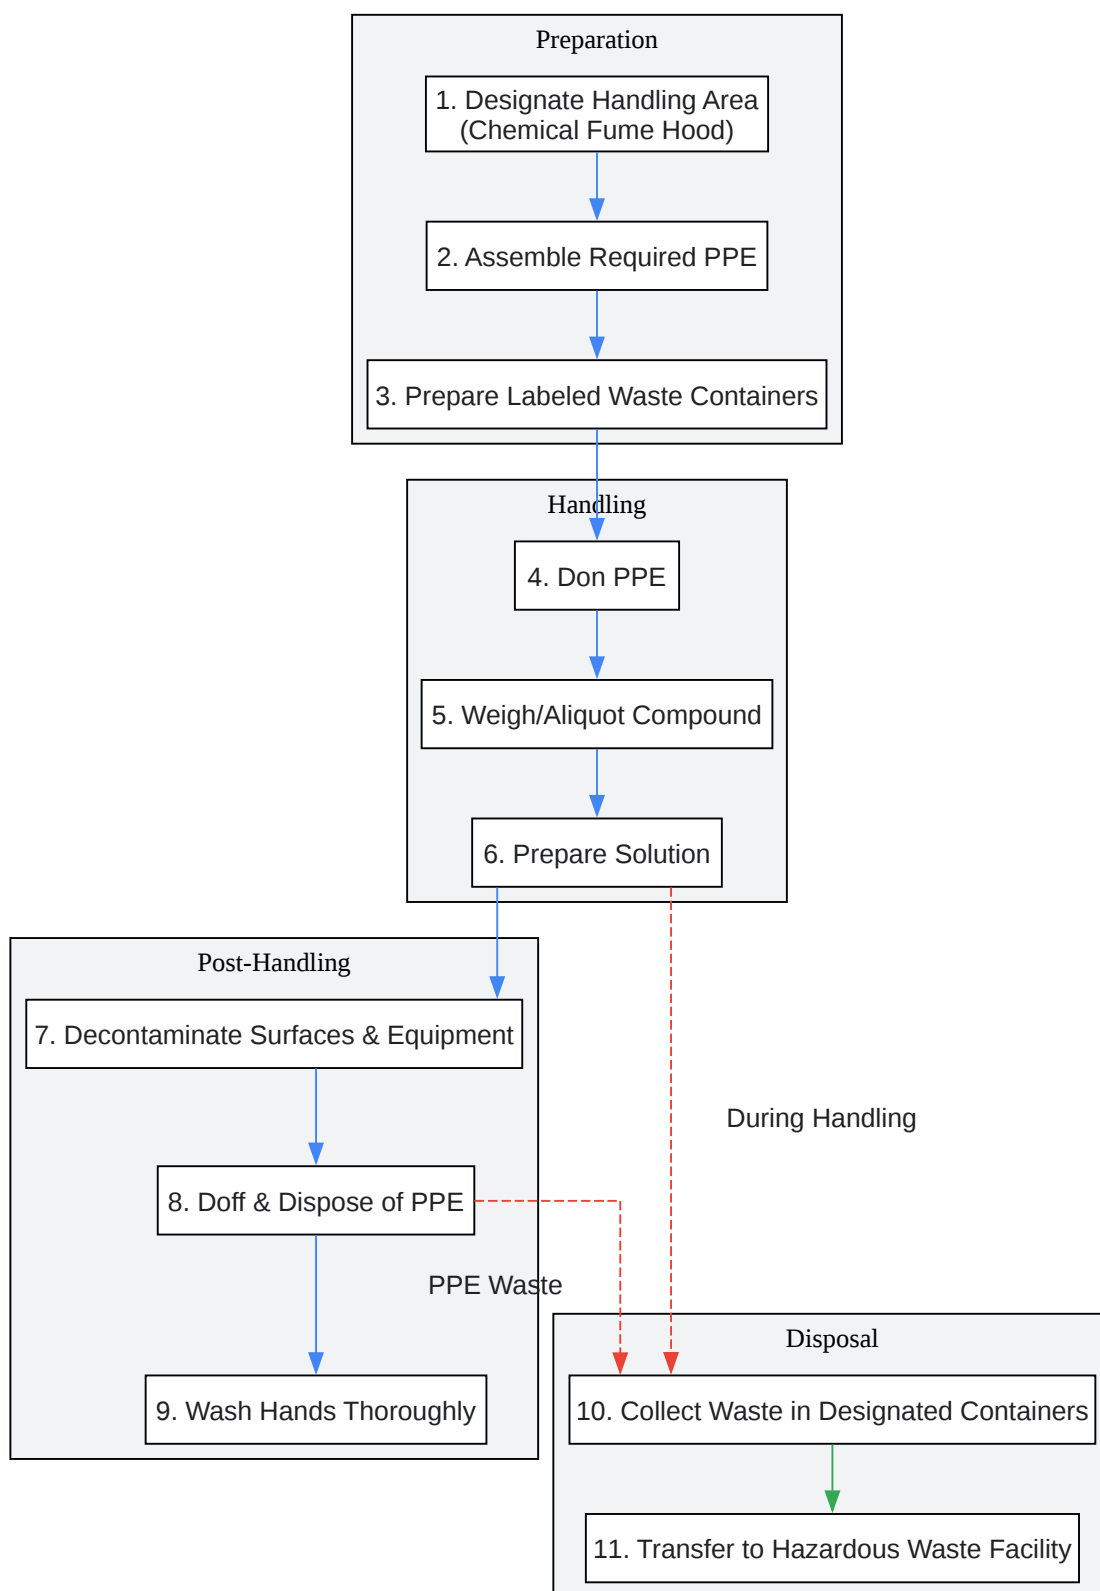 Preparation
1. Designate Handling Area
(Chemical Fume Hood)
2. Assemble Required PPE
3. Prepare Labeled Waste Containers
Handling
4. Don PPE
5. Weigh/Aliquot Compound
6. Prepare Solution
Post-Handling
7. Decontaminate Surfaces & Equipment
During Handling
8. Doff & Dispose of PPE
PPE Waste
9. Wash Hands Thoroughly
Disposal
10. Collect Waste in Designated Containers
11. Transfer to Hazardous Waste Facility